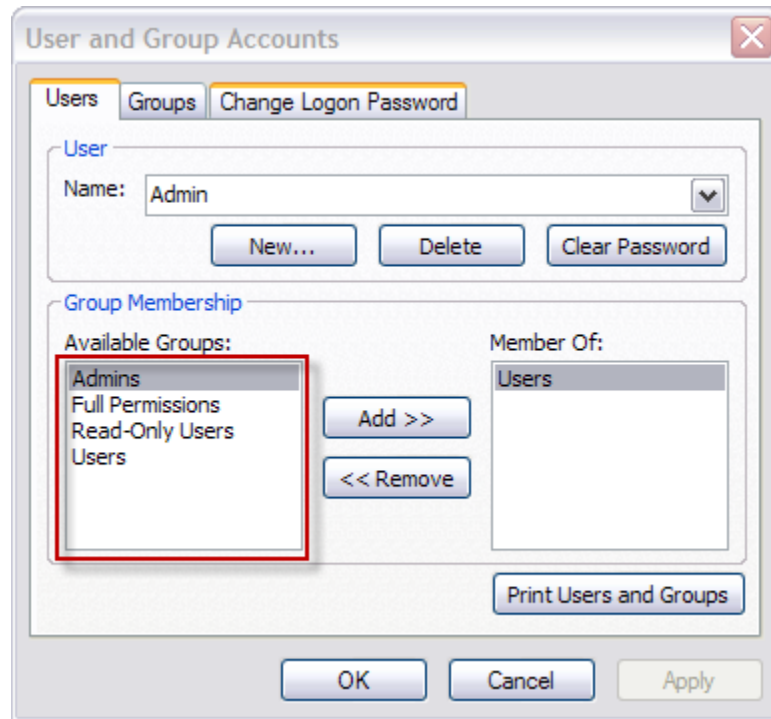 User and Group Accounts
Users Groups Change Logon Password
User
Name: Admin
New... Delete Clear Password
Group Membership
Available Groups: Member Of:
Admins Users
Full Permissions
Read-Only Users
Users
Add >>
<< Remove
Print Users and Groups
OK Cancel Apply